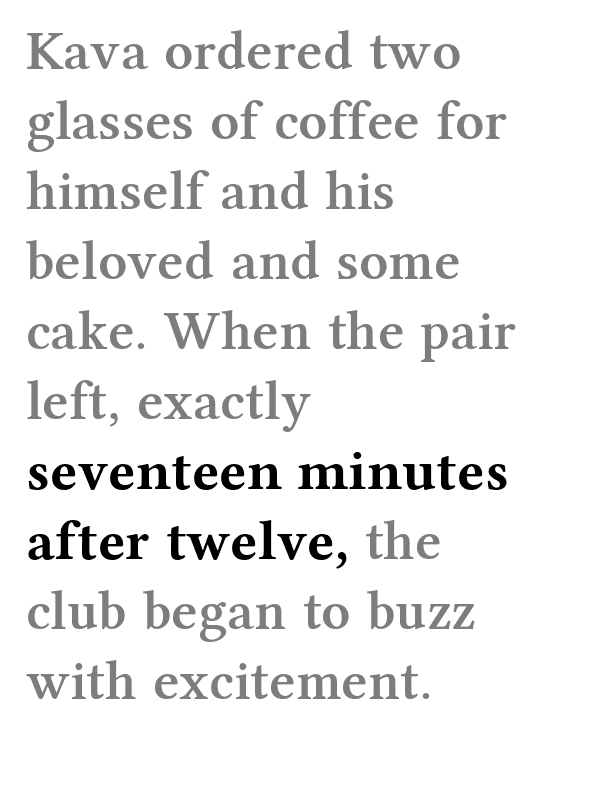 Kava ordered two
glasses of coffee for
himself and his
beloved and some
cake. When the pair
left, exactly
seventeen minutes
after twelve, the
club began to buzz
with excitement.